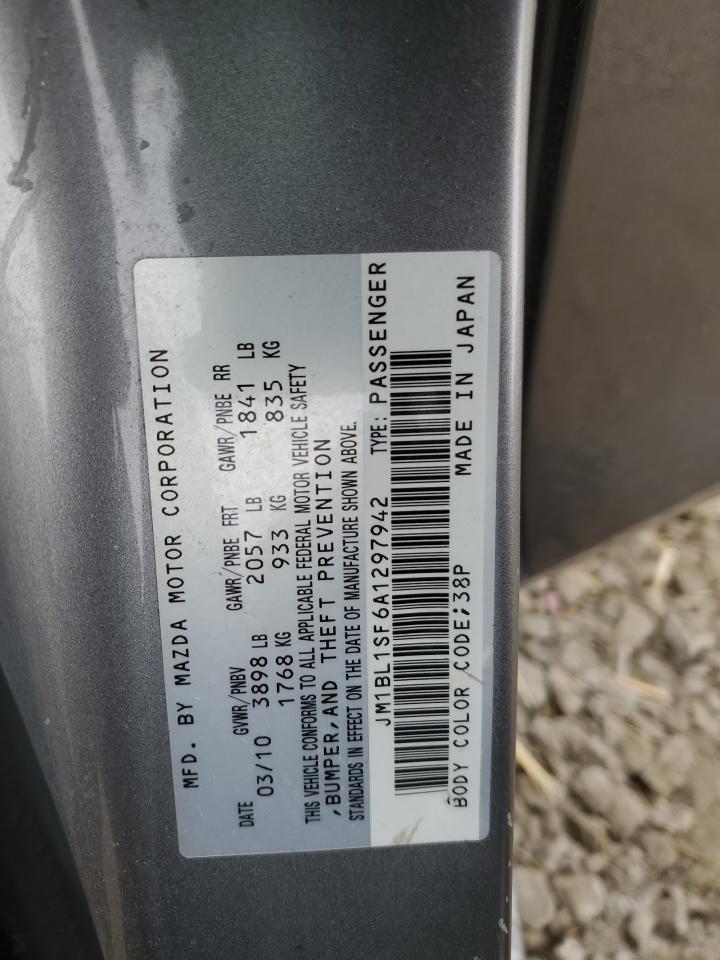 MFD. BY MAZDA MOTOR CORPORATION
DATE GVWR/PNBV GAWR/PNBE FRT GAWR/PNBE RR
03/10 3898 LB 2057 LB 1841 LB
1768 KG 933 KG 835 KG
THIS VEHICLE CONFORMS TO ALL APPLICABLE FEDERAL MOTOR VEHICLE SAFETY
,BUMPER,AND THEFT PREVENTION
STANDARDS IN EFFECT ON THE DATE OF MANUFACTURE SHOWN ABOVE.
JM1BL1SF6A1297942 TYPE: PASSENGER
BODY COLOR CODE;38P MADE IN JAPAN